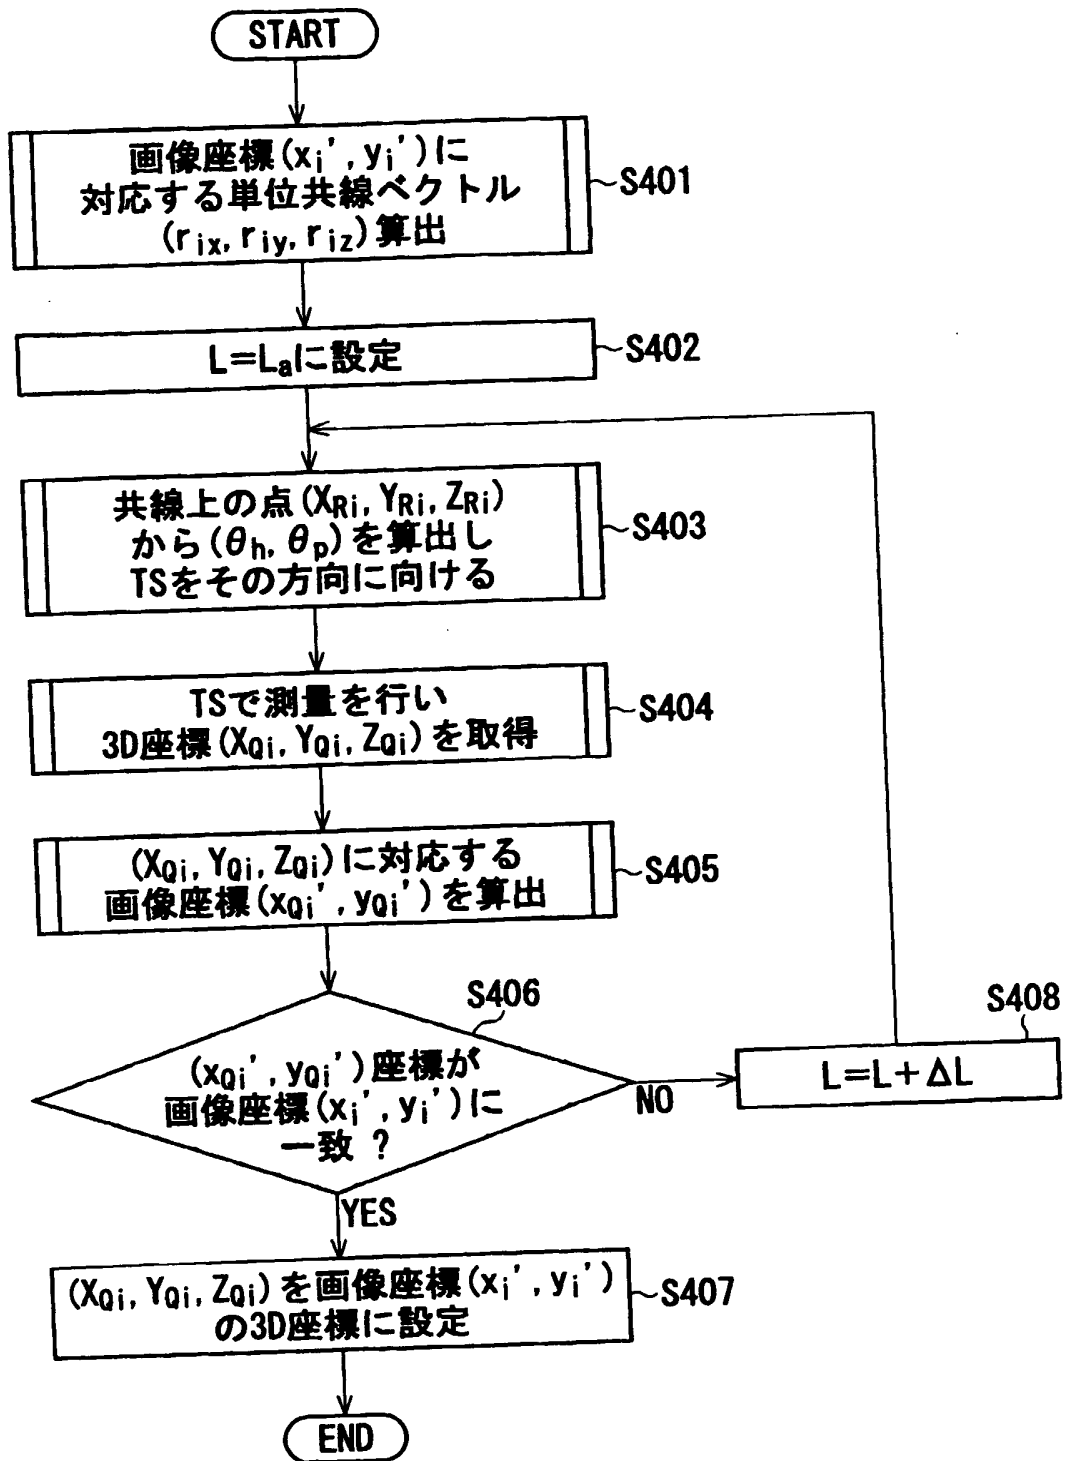 START
画像座標(xi',yi')に
対応する単位共線ベクトル
(rix,riy,riz)算出
S401
L=Laに設定
S402
共線上の点(XRi,YRi,ZRi)
から(θh,θp)を算出し
TSをその方向に向ける
S403
TSで測量を行い
3D座標(XQi,YQi,ZQi)を取得
S404
(XQi,YQi,ZQi)に対応する
画像座標(xQi',yQi')を算出
S405
S406
(xQi',yQi')座標が
画像座標(xi',yi')に
一致?
NO
S408
L=L+ΔL
YES
(XQi,YQi,ZQi)を画像座標(xi',yi')
の3D座標に設定
S407
END